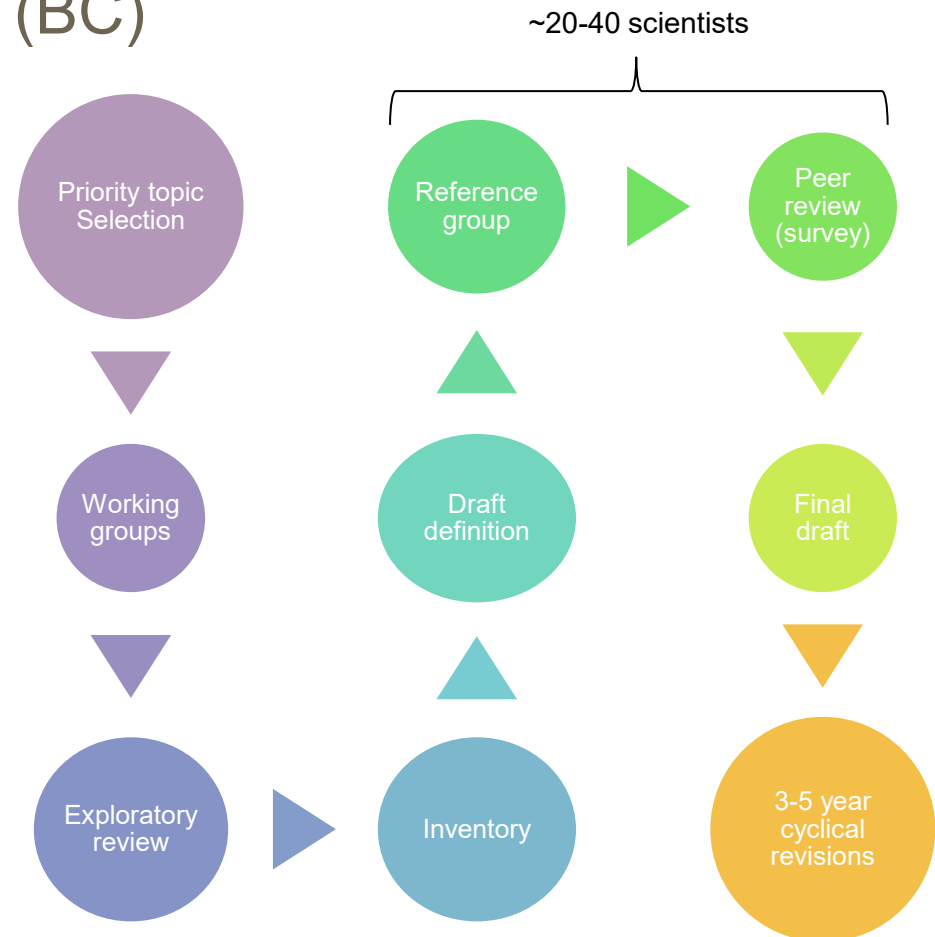 (BC)
~20-40 scientists
Priority topic
Selection
Working
groups
Exploratory
review
Inventory
Draft
definition
Reference
group
Peer
review
(survey)
Final
draft
3-5 year
cyclical
revisions